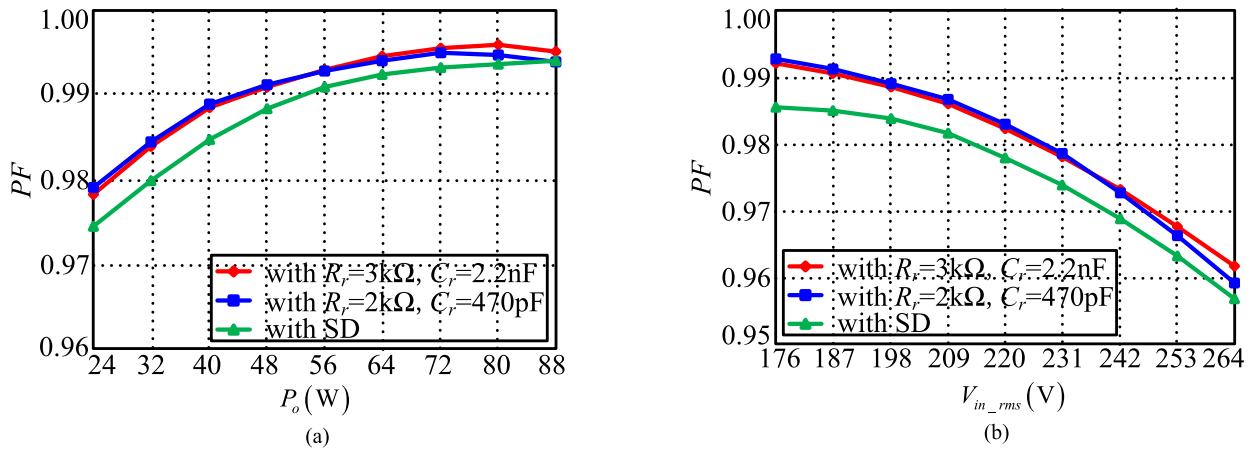 1.00
0.99
0.98
0.97
0.96
PF
with Rr=3kΩ, Cr=2.2nF
with Rr=2kΩ, Cr=470pF
with SD
24 32 40 48 56 64 72 80 88
Po(W)
(a)
1.00
0.99
0.98
0.97
0.96
0.95
PF
with Rr=3kΩ, Cr=2.2nF
with Rr=2kΩ, Cr=470pF
with SD
176 187 198 209 220 231 242 253 264
Vin_rms(V)
(b)